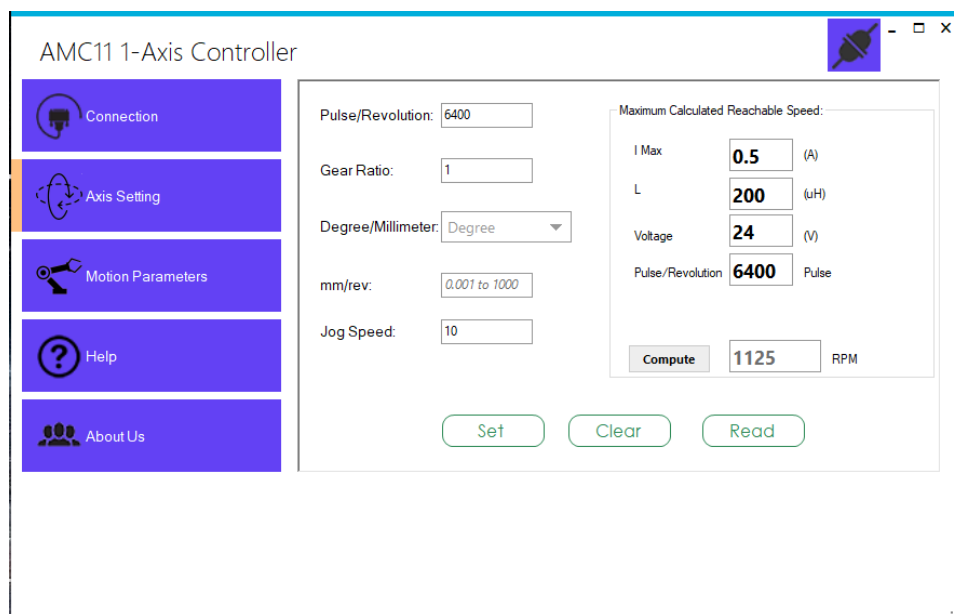 AMC11 1-Axis Controller
Connection
Axis Setting
Motion Parameters
Help
About Us
Pulse/Revolution: 6400
Gear Ratio: 1
Degree/Millimeter: Degree
mm/rev: 0.001 to 1000
Jog Speed: 10
Maximum Calculated Reachable Speed:
I Max 0.5 (A)
L 200 (uH)
Voltage 24 (V)
Pulse/Revolution 6400 Pulse
Compute 1125 RPM
Set Clear Read